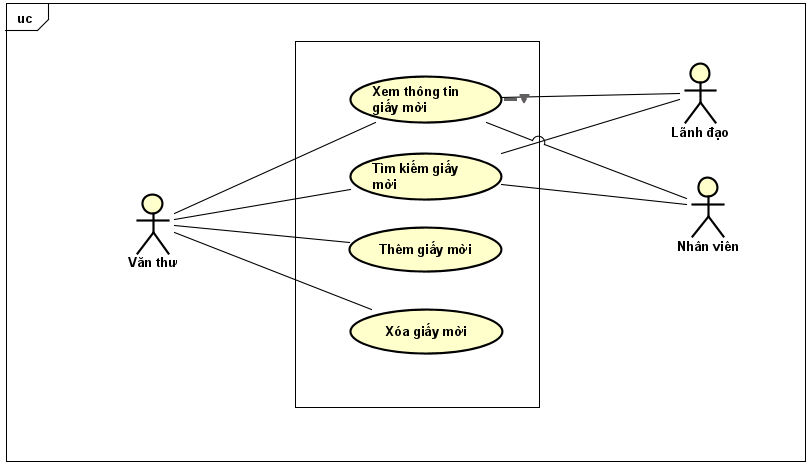 uc
Xem thông tin
giấy mời
Lãnh đạo
Tìm kiếm giấy
mời
Văn thư
Nhân viên
Thêm giấy mời
Xóa giấy mời